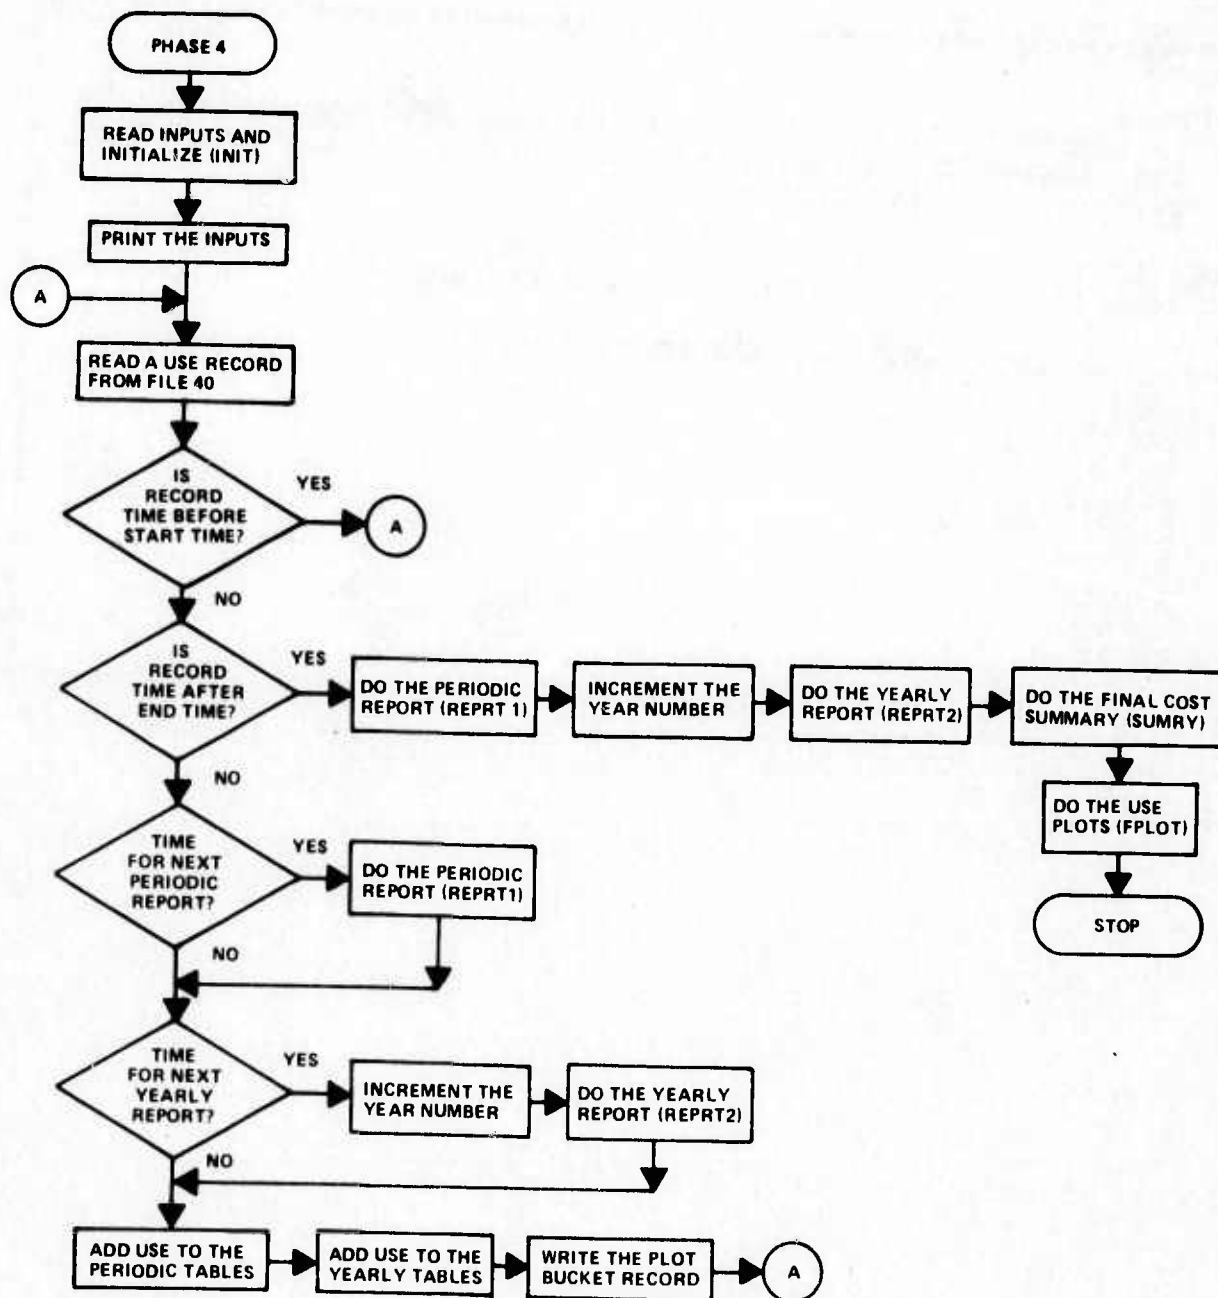 PHASE 4
READ INPUTS AND
INITIALIZE (INIT)
PRINT THE INPUTS
A
READ A USE RECORD
FROM FILE 40
IS
RECORD
TIME BEFORE
START TIME?
YES
A
NO
IS
RECORD
TIME AFTER
END TIME?
YES
DO THE PERIODIC
REPORT (REPRT 1)
INCREMENT THE
YEAR NUMBER
DO THE YEARLY
REPORT (REPRT2)
DO THE FINAL COST
SUMMARY (SUMRY)
DO THE USE
PLOTS (FPLOT)
STOP
NO
TIME
FOR NEXT
PERIODIC
REPORT?
YES
DO THE PERIODIC
REPORT (REPRT1)
NO
TIME
FOR NEXT
YEARLY
REPORT?
YES
INCREMENT THE
YEAR NUMBER
DO THE YEARLY
REPORT (REPRT2)
NO
ADD USE TO THE
PERIODIC TABLES
ADD USE TO THE
YEARLY TABLES
WRITE THE PLOT
BUCKET RECORD
A